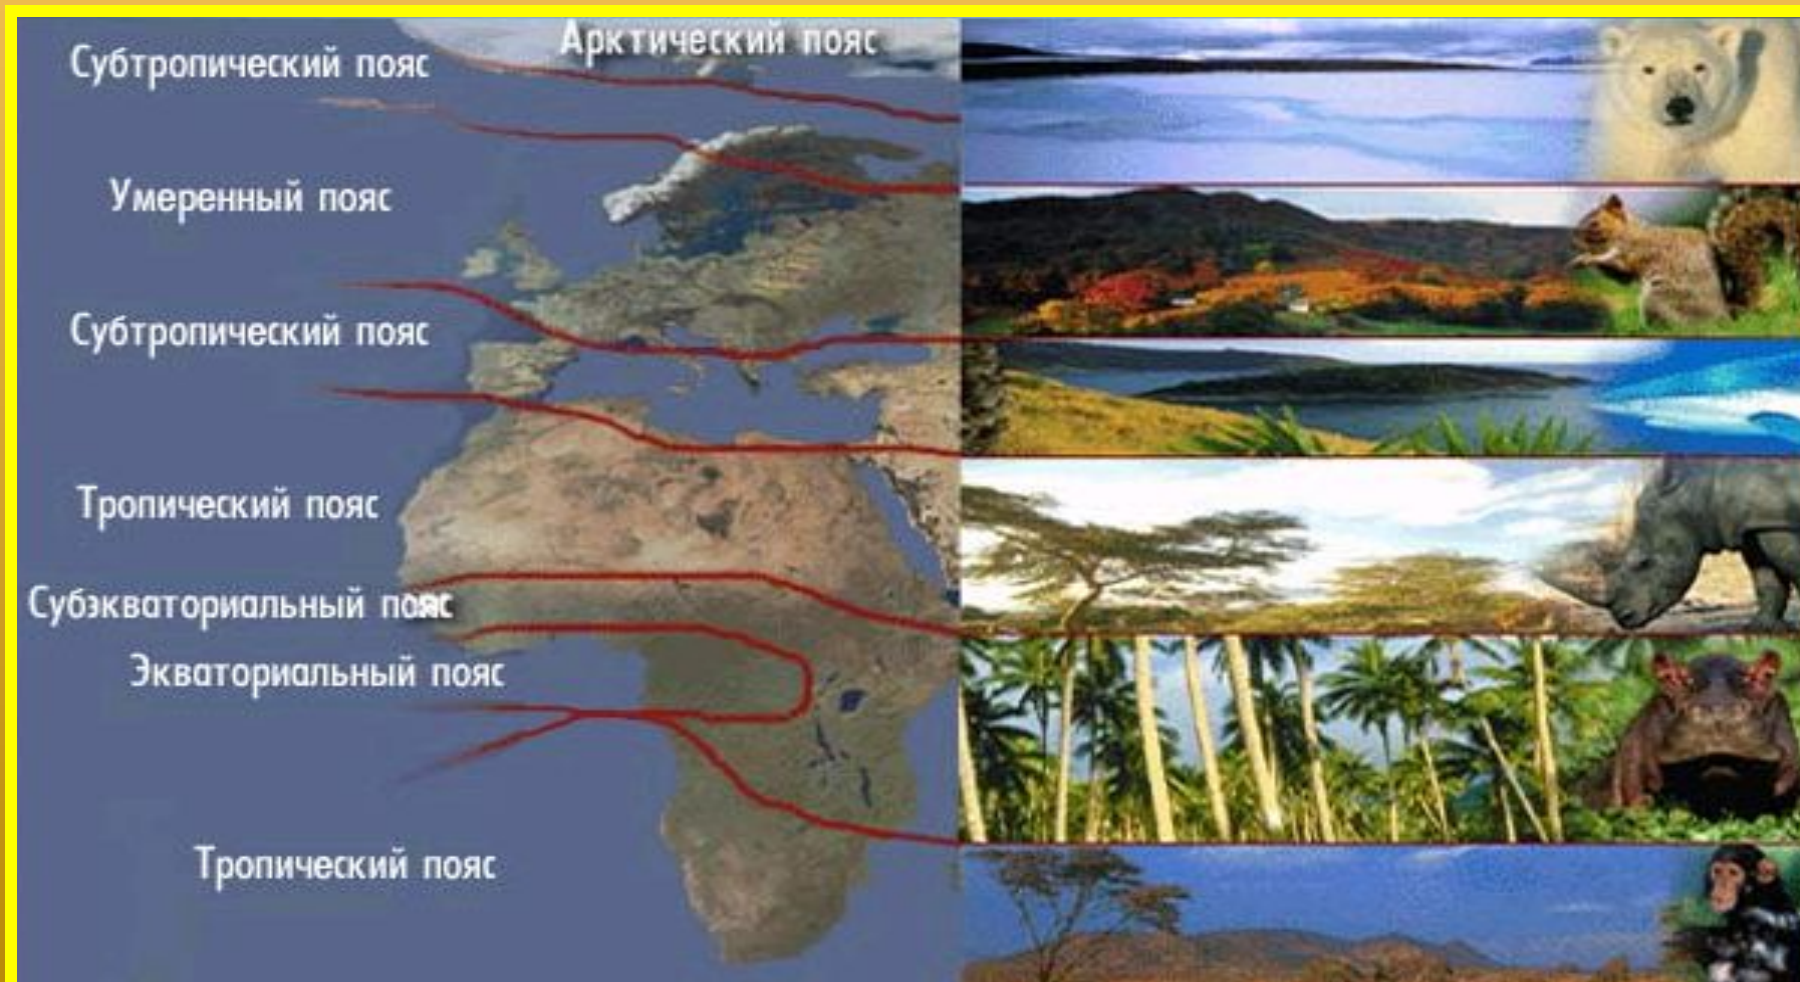 Арктический пояс
Субтропический пояс
Умеренный пояс
Субтропический пояс
Тропический пояс
Субэкваториальный пояс
Экваториальный пояс
Тропический пояс